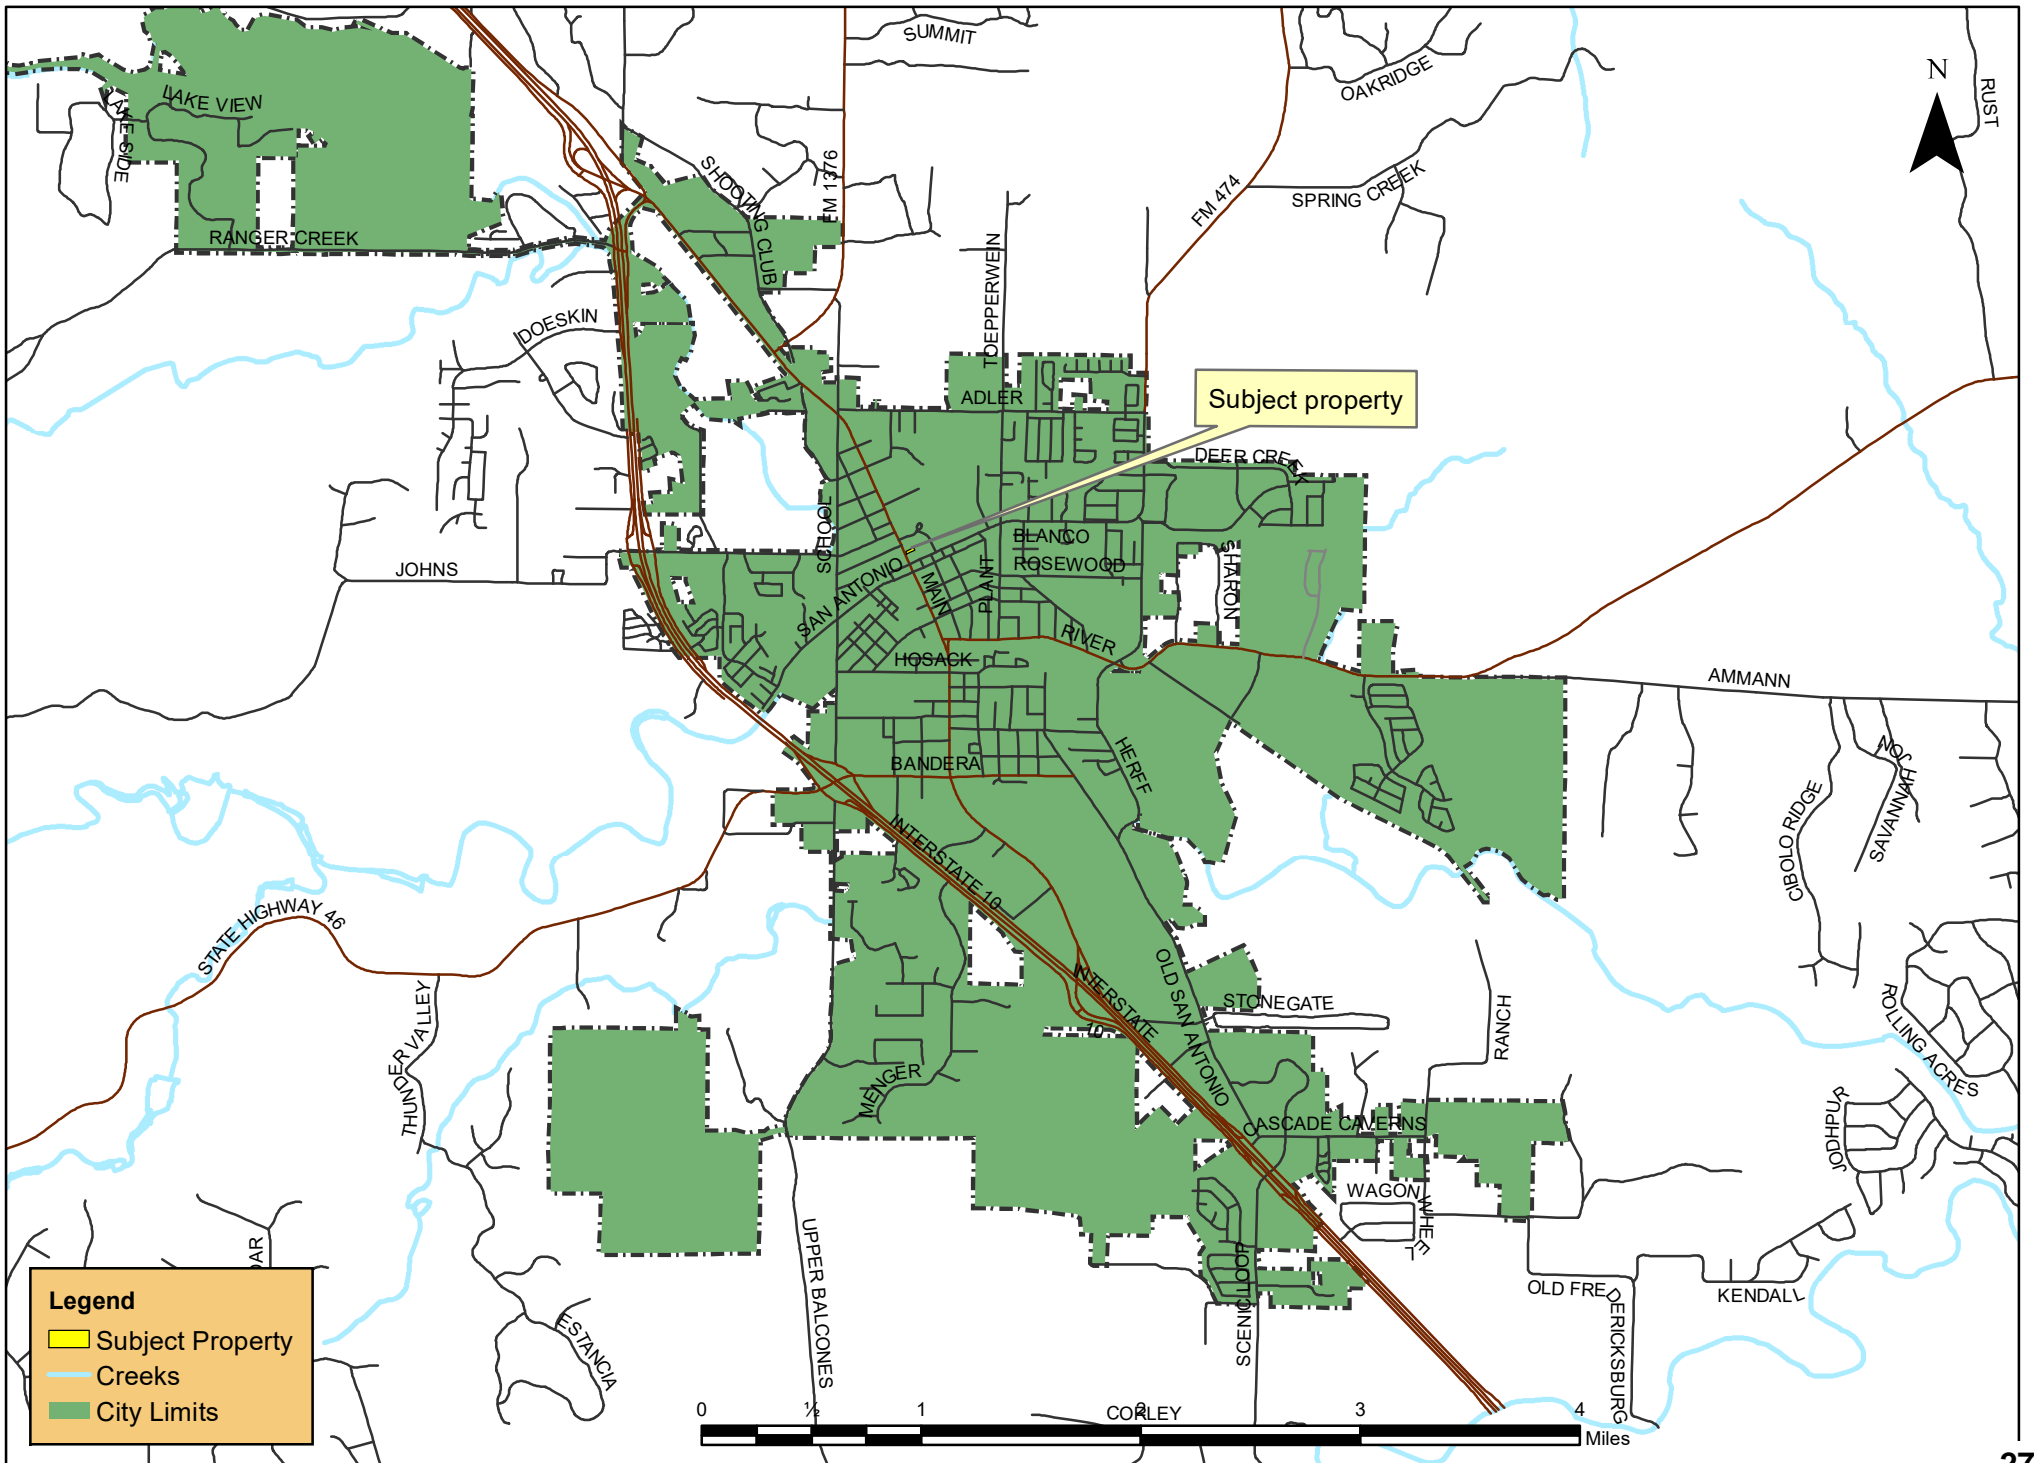 SUMMIT
OAKRIDGE
N
RUST
LAKE VIEW
LAKE SIDE
SHOOTING CLUB
FM 1376
FM 474
SPRING CREEK
RANGER CREEK
TOEPPERWEIN
DOESKIN
ADLER
Subject property
DEER CREEK
SCHOOL
BLANCO
ROSEWOOD
SHARON
JOHNS
SAN ANTONIO
MAIN
PLANT
RIVER
HOSACK
AMMANN
HERFF
BANDERA
JON
SAVANNAH
CIBOLO RIDGE
INTERSTATE 10
STATE HIGHWAY 46
OLD SAN ANTONIO
INTERSTATE
10
STONEGATE
RANCH
ROLLING ACRES
THUNDER VALLEY
MENGER
CASCADE CAVERNS
JODHPUR
WAGON WHEEL
UPPER BALCONES
SCENIC LOOP
OLD FREDERICKSBURG
KENDALL
ESTANCIA
DAR
CORLEY
Legend
Subject Property
Creeks
City Limits
0 ½ 1 2 3 4
Miles
27